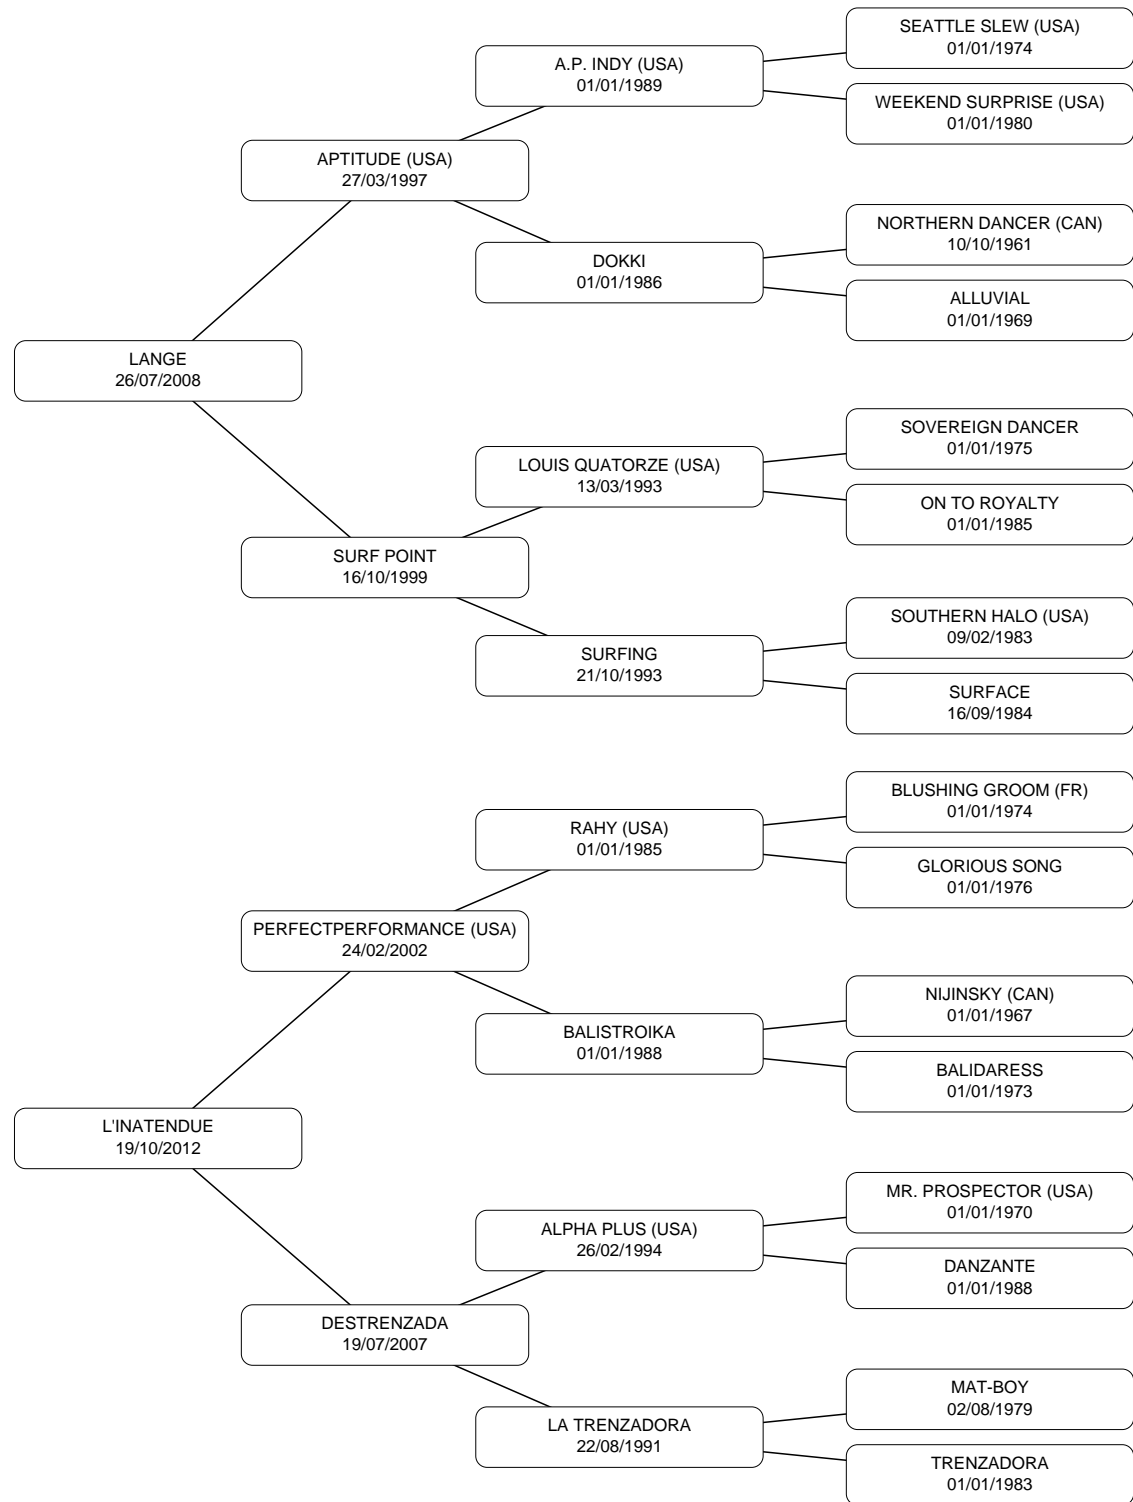 SEATTLE SLEW (USA)
01/01/1974
A.P. INDY (USA)
01/01/1989
WEEKEND SURPRISE (USA)
01/01/1980
APTITUDE (USA)
27/03/1997
NORTHERN DANCER (CAN)
10/10/1961
DOKKI
01/01/1986
ALLUVIAL
01/01/1969
LANGE
26/07/2008
SOVEREIGN DANCER
01/01/1975
LOUIS QUATORZE (USA)
13/03/1993
ON TO ROYALTY
01/01/1985
SURF POINT
16/10/1999
SOUTHERN HALO (USA)
09/02/1983
SURFING
21/10/1993
SURFACE
16/09/1984
BLUSHING GROOM (FR)
01/01/1974
RAHY (USA)
01/01/1985
GLORIOUS SONG
01/01/1976
PERFECTPERFORMANCE (USA)
24/02/2002
NIJINSKY (CAN)
01/01/1967
BALISTROIKA
01/01/1988
BALIDARESS
01/01/1973
L'INATENDUE
19/10/2012
MR. PROSPECTOR (USA)
01/01/1970
ALPHA PLUS (USA)
26/02/1994
DANZANTE
01/01/1988
DESTRENZADA
19/07/2007
MAT-BOY
02/08/1979
LA TRENZADORA
22/08/1991
TRENZADORA
01/01/1983